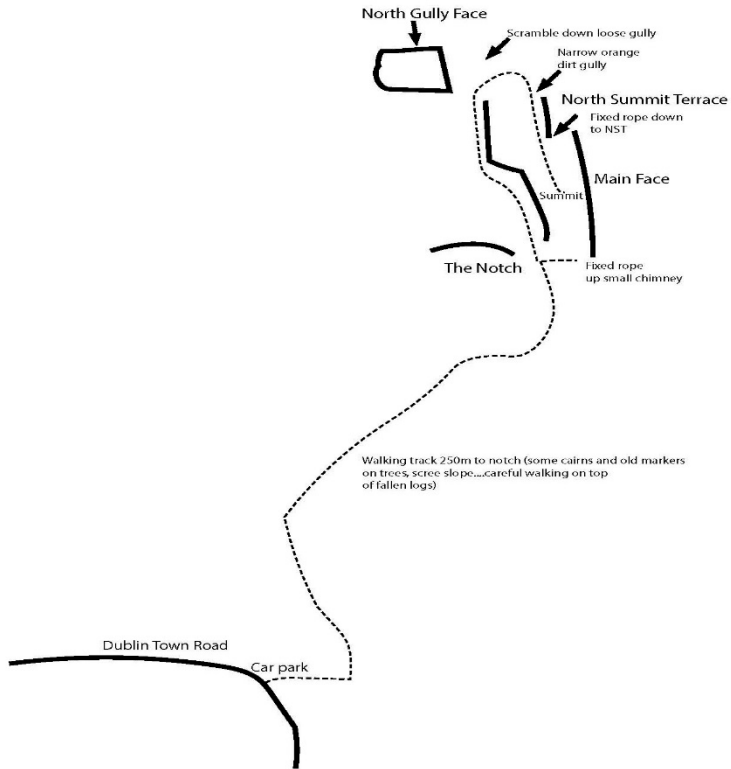 North Gully Face
Scramble down loose gully
Narrow orange
dirt gully
North Summit Terrace
Fixed rope down
to NST
Main Face
Summit
The Notch
Fixed rope
up small chimney
Walking track 250m to notch (some cairns and old markers
on trees, scree slope....careful walking on top
of fallen logs)
Dublin Town Road
Car park